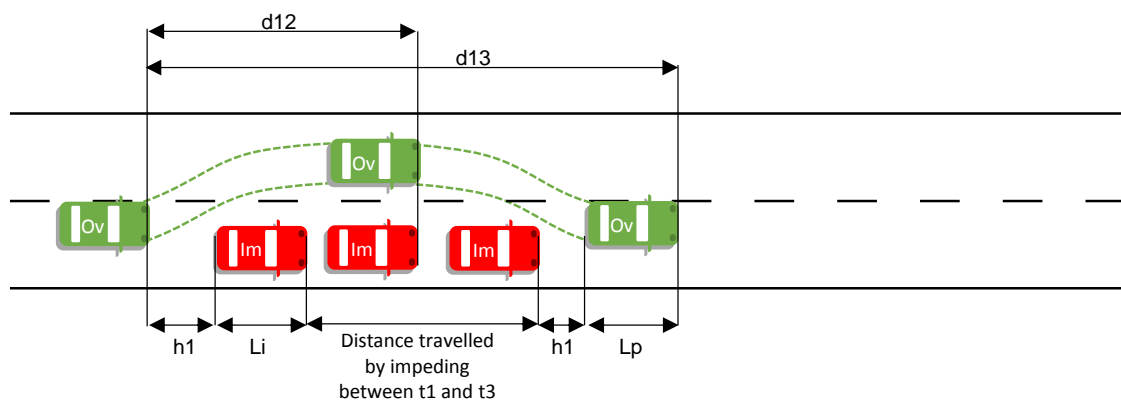 d12
d13
Ov
Ov
Ov
Im
Im
Im
h1
Li
Distance travelled
by impeding
between t1 and t3
h1
Lp